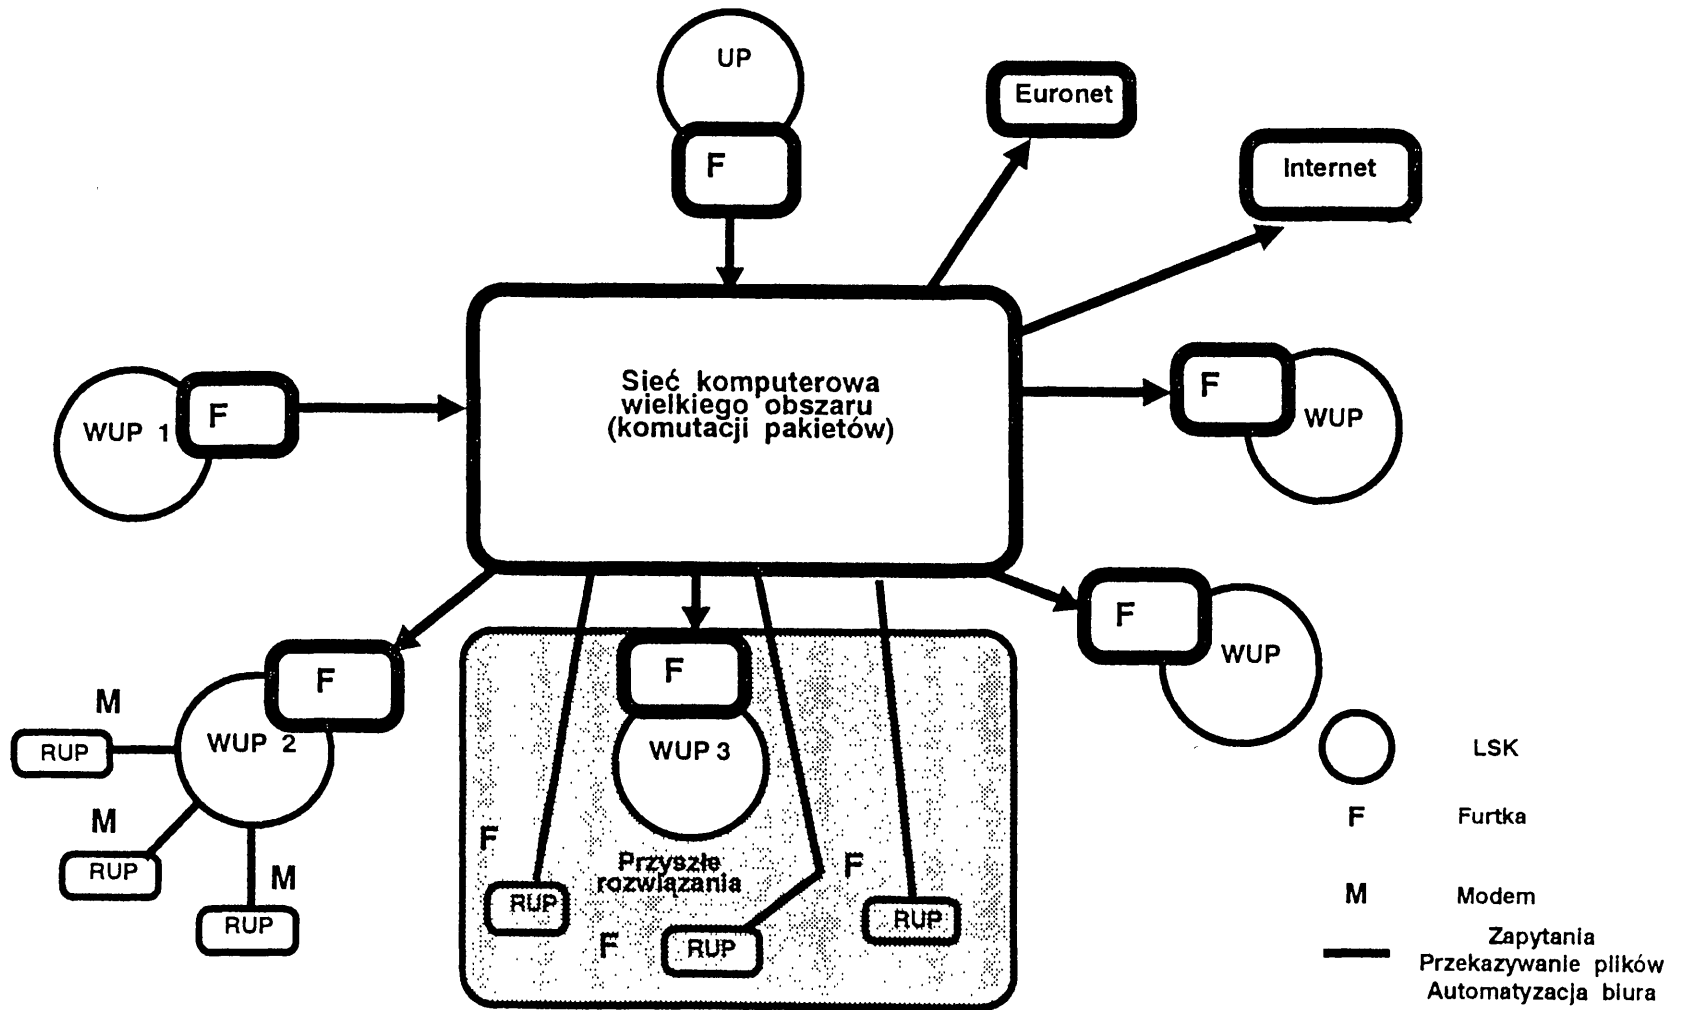 UP
F
Euronet
Internet
Sieć komputerowa
wielkiego obszaru
(komutacji pakietów)
WUP 1
F
F
WUP
F
WUP
F
WUP 2
M
RUP
M
RUP
M
RUP
F
WUP 3
F
Przyszłe
rozwiązania
F
RUP
F
RUP
RUP
LSK
F Furtka
M Modem
Zapytania
Przekazywanie plików
Automatyzacja biura